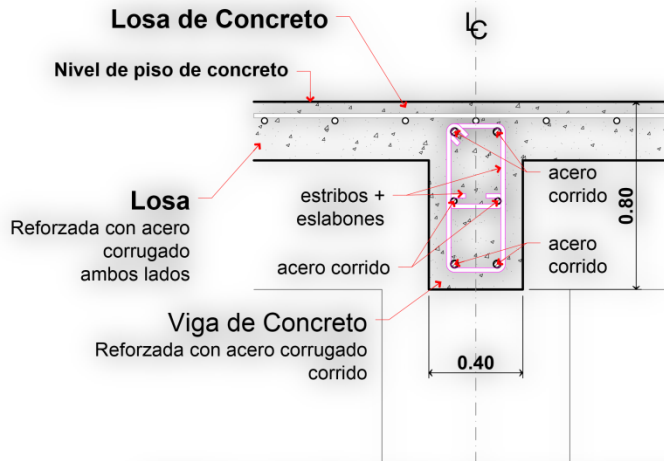 Losa de Concreto
℄
Nivel de piso de concreto
Losa
Reforzada con acero
corrugado
ambos lados
estribos +
eslabones
acero
corrido
0.80
acero corrido
acero
corrido
Viga de Concreto
Reforzada con acero corrugado
corrido
0.40